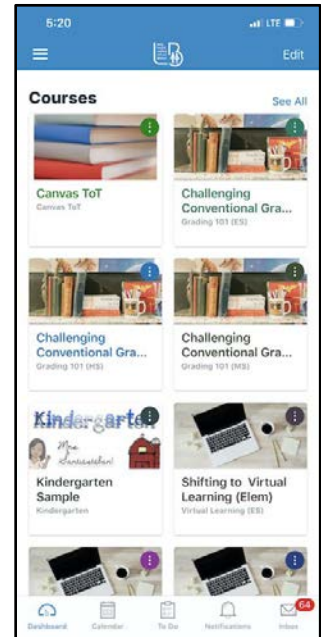 5:20
LTE
Edit
Courses
See All
Canvas ToT
Canvas ToT
Challenging
Conventional Gra...
Grading 101 (ES)
Challenging
Conventional Gra...
Grading 101 (HS)
Challenging
Conventional Gra...
Grading 101 (MS)
Kindergarten
Mrs.
Kindergarten
Sample
Kindergarten
Shifting to Virtual
Learning (Elem)
Virtual Learning (ES)
64
Dashboard
Calendar
To Do
Notifications
Inbox